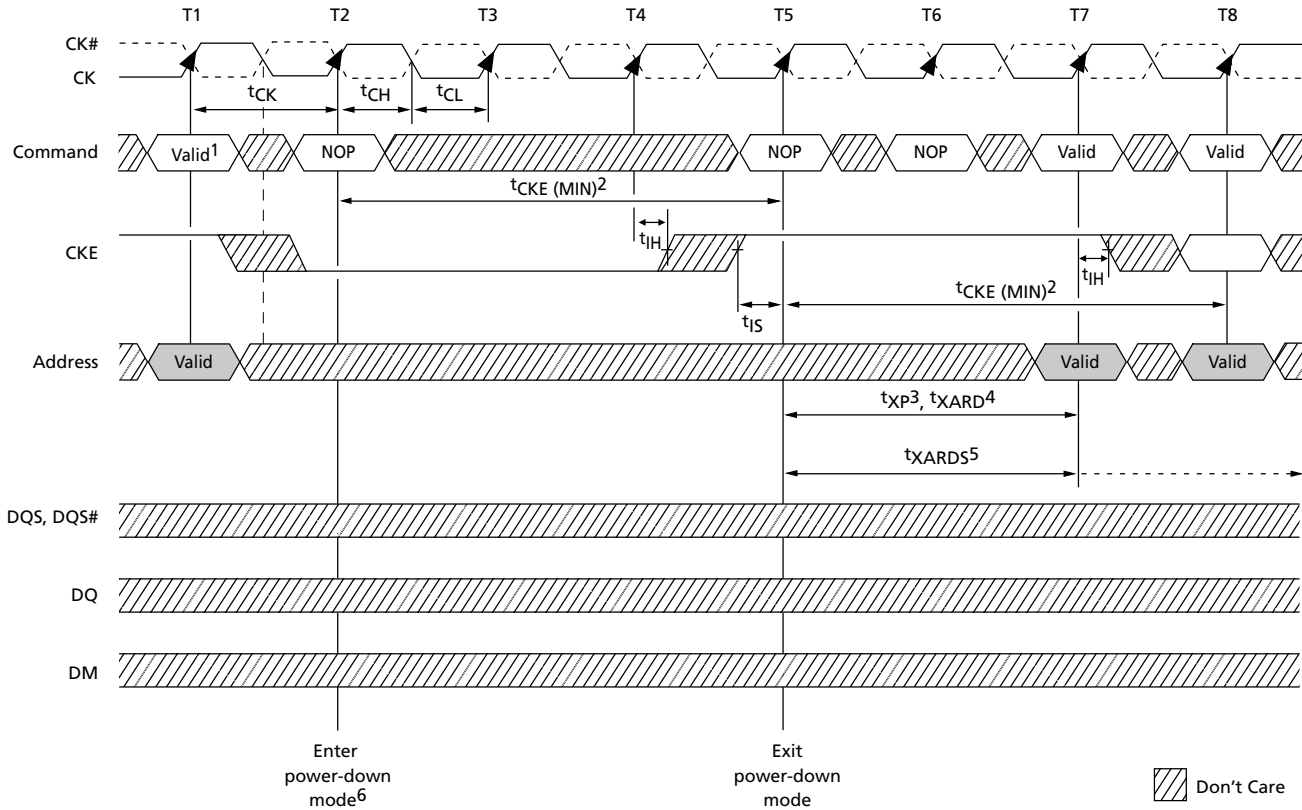 T1 T2 T3 T4 T5 T6 T7 T8
CK#
CK
tCK tCH tCL
Command Valid1 NOP NOP NOP Valid Valid
tCKE (MIN)2
tIH
CKE
tIH
tCKE (MIN)2
tIS
Address Valid Valid Valid
tXP3, tXARD4
tXARDS5
DQS, DQS#
DQ
DM
Enter
power-down
mode6
Exit
power-down
mode
Don't Care